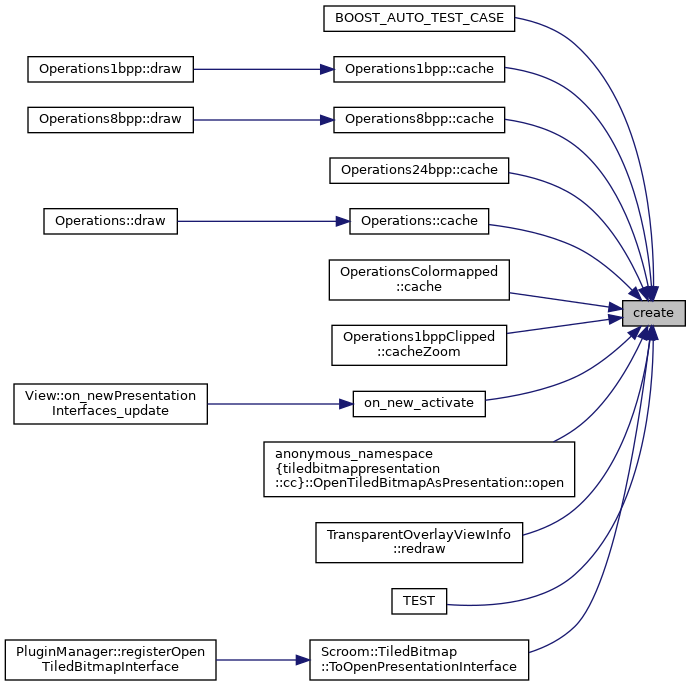 BOOST_AUTO_TEST_CASE
Operations1bpp::draw
Operations1bpp::cache
Operations8bpp::draw
Operations8bpp::cache
Operations24bpp::cache
Operations::draw
Operations::cache
OperationsColormapped
::cache
create
Operations1bppClipped
::cacheZoom
View::on_newPresentation
Interfaces_update
on_new_activate
anonymous_namespace
{tiledbitmappresentation
::cc}::OpenTiledBitmapAsPresentation::open
TransparentOverlayViewInfo
::redraw
TEST
PluginManager::registerOpen
TiledBitmapInterface
Scroom::TiledBitmap
::ToOpenPresentationInterface